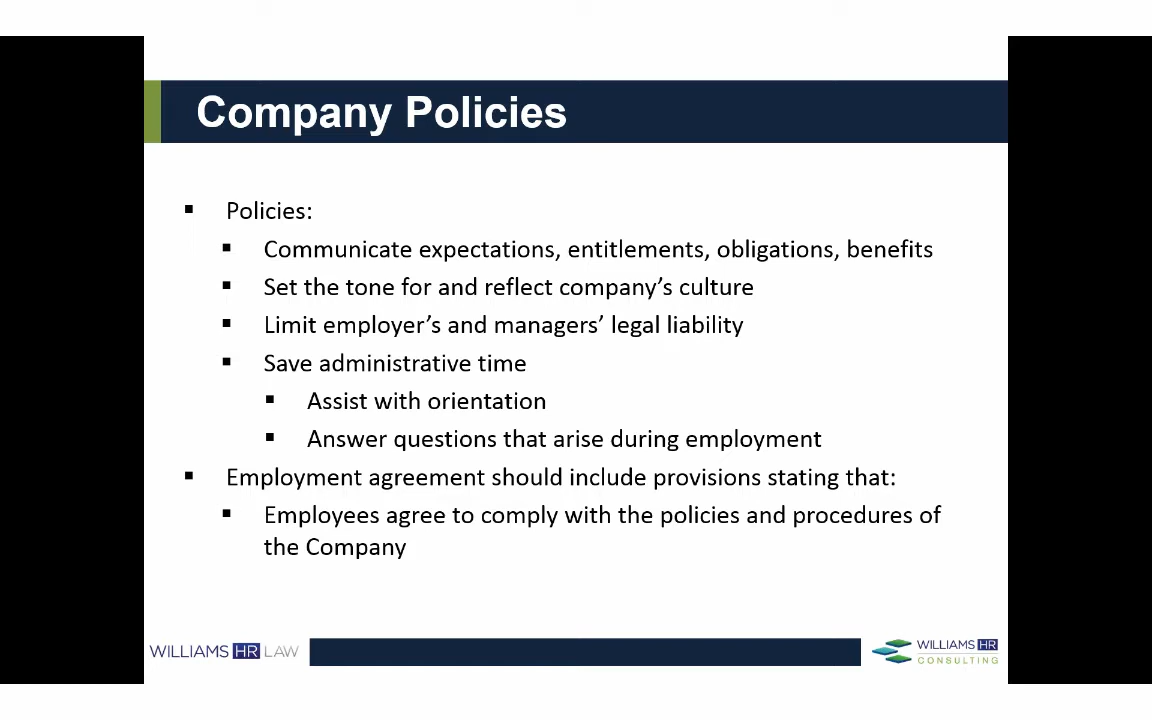 Company Policies
▪ Policies:
▪ Communicate expectations, entitlements, obligations, benefits
▪ Set the tone for and reflect company’s culture
▪ Limit employer’s and managers’ legal liability
▪ Save administrative time
▪ Assist with orientation
▪ Answer questions that arise during employment
▪ Employment agreement should include provisions stating that:
▪ Employees agree to comply with the policies and procedures of
the Company
WILLIAMS HR LAW
WILLIAMS HR
CONSULTING